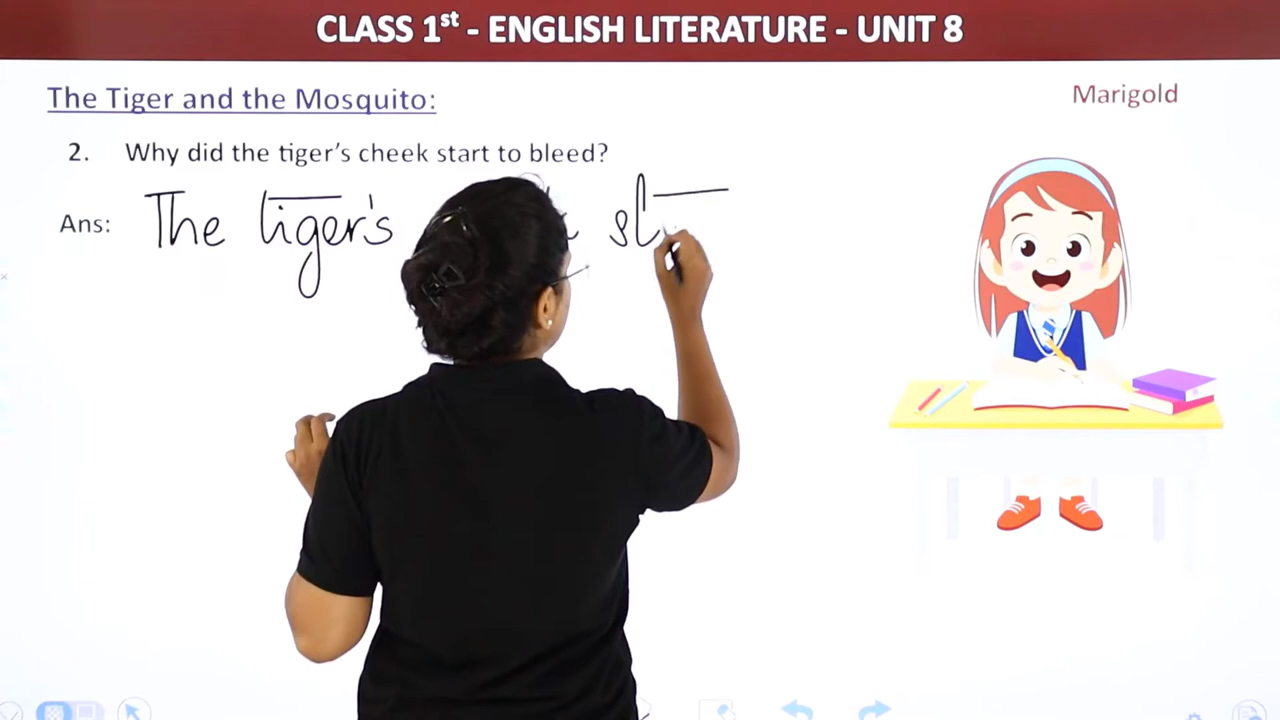 CLASS 1st - ENGLISH LITERATURE - UNIT 8
The Tiger and the Mosquito:
Marigold
2. Why did the tiger's cheek start to bleed?
Ans: The tiger's